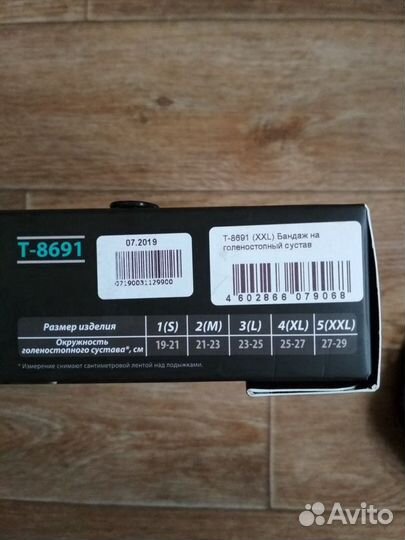 T-8691
07.2019
07190031129900
T-8691 (XXL) Бандаж на
голеностопный сустав
4 602866 079068
Размер изделия 1(S) 2(M) 3(L) 4(XL) 5(XXL)
Окружность
голеностопного сустава*, см 19-21 21-23 23-25 25-27 27-29
* Измерение снимают сантиметровой лентой над лодыжками.
Avito